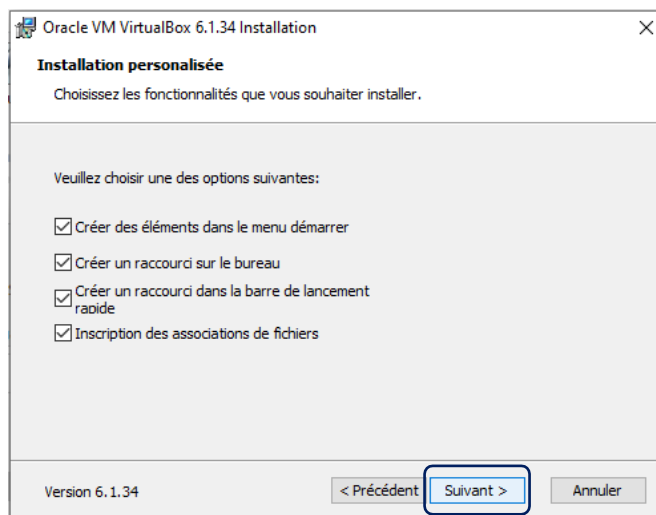 Oracle VM VirtualBox 6.1.34 Installation
Installation personalisée
Choisissez les fonctionnalités que vous souhaiter installer.
Veuillez choisir une des options suivantes:
Créer des éléments dans le menu démarrer
Créer un raccourci sur le bureau
Créer un raccourci dans la barre de lancement
rapide
Inscription des associations de fichiers
Version 6.1.34
< Précédent
Suivant >
Annuler